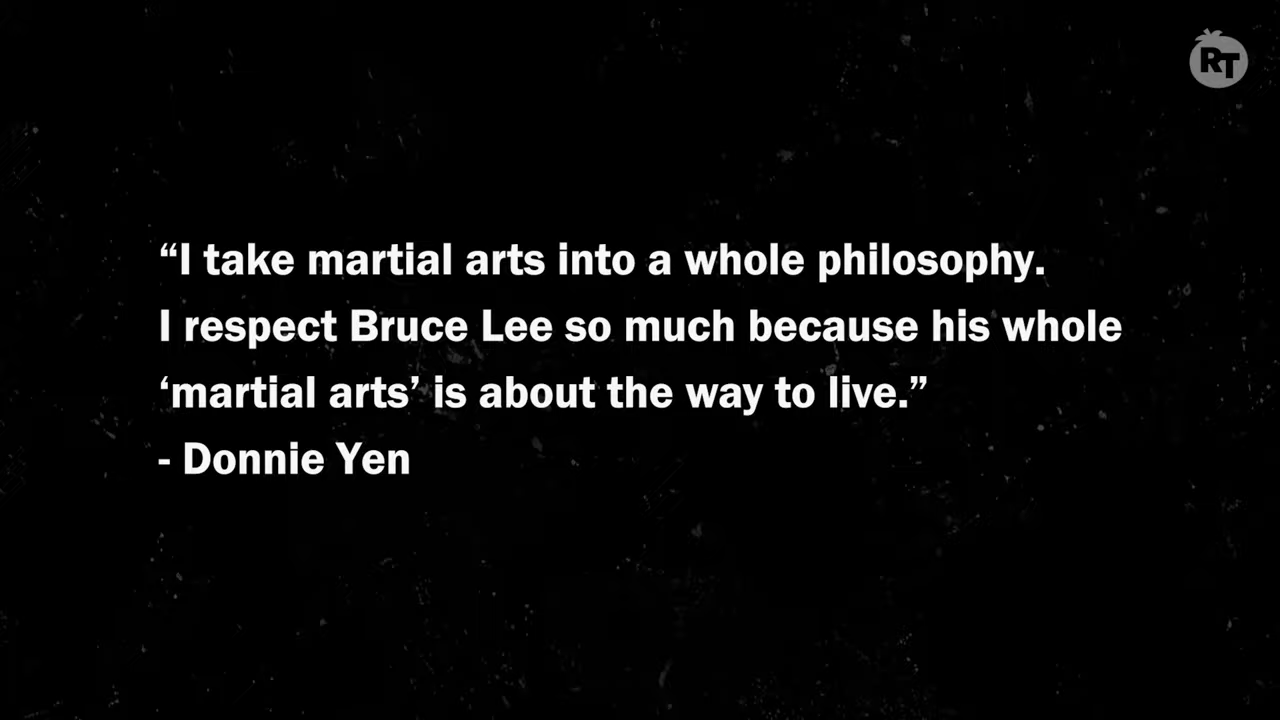 RT
“I take martial arts into a whole philosophy.
I respect Bruce Lee so much because his whole
‘martial arts’ is about the way to live.”
- Donnie Yen